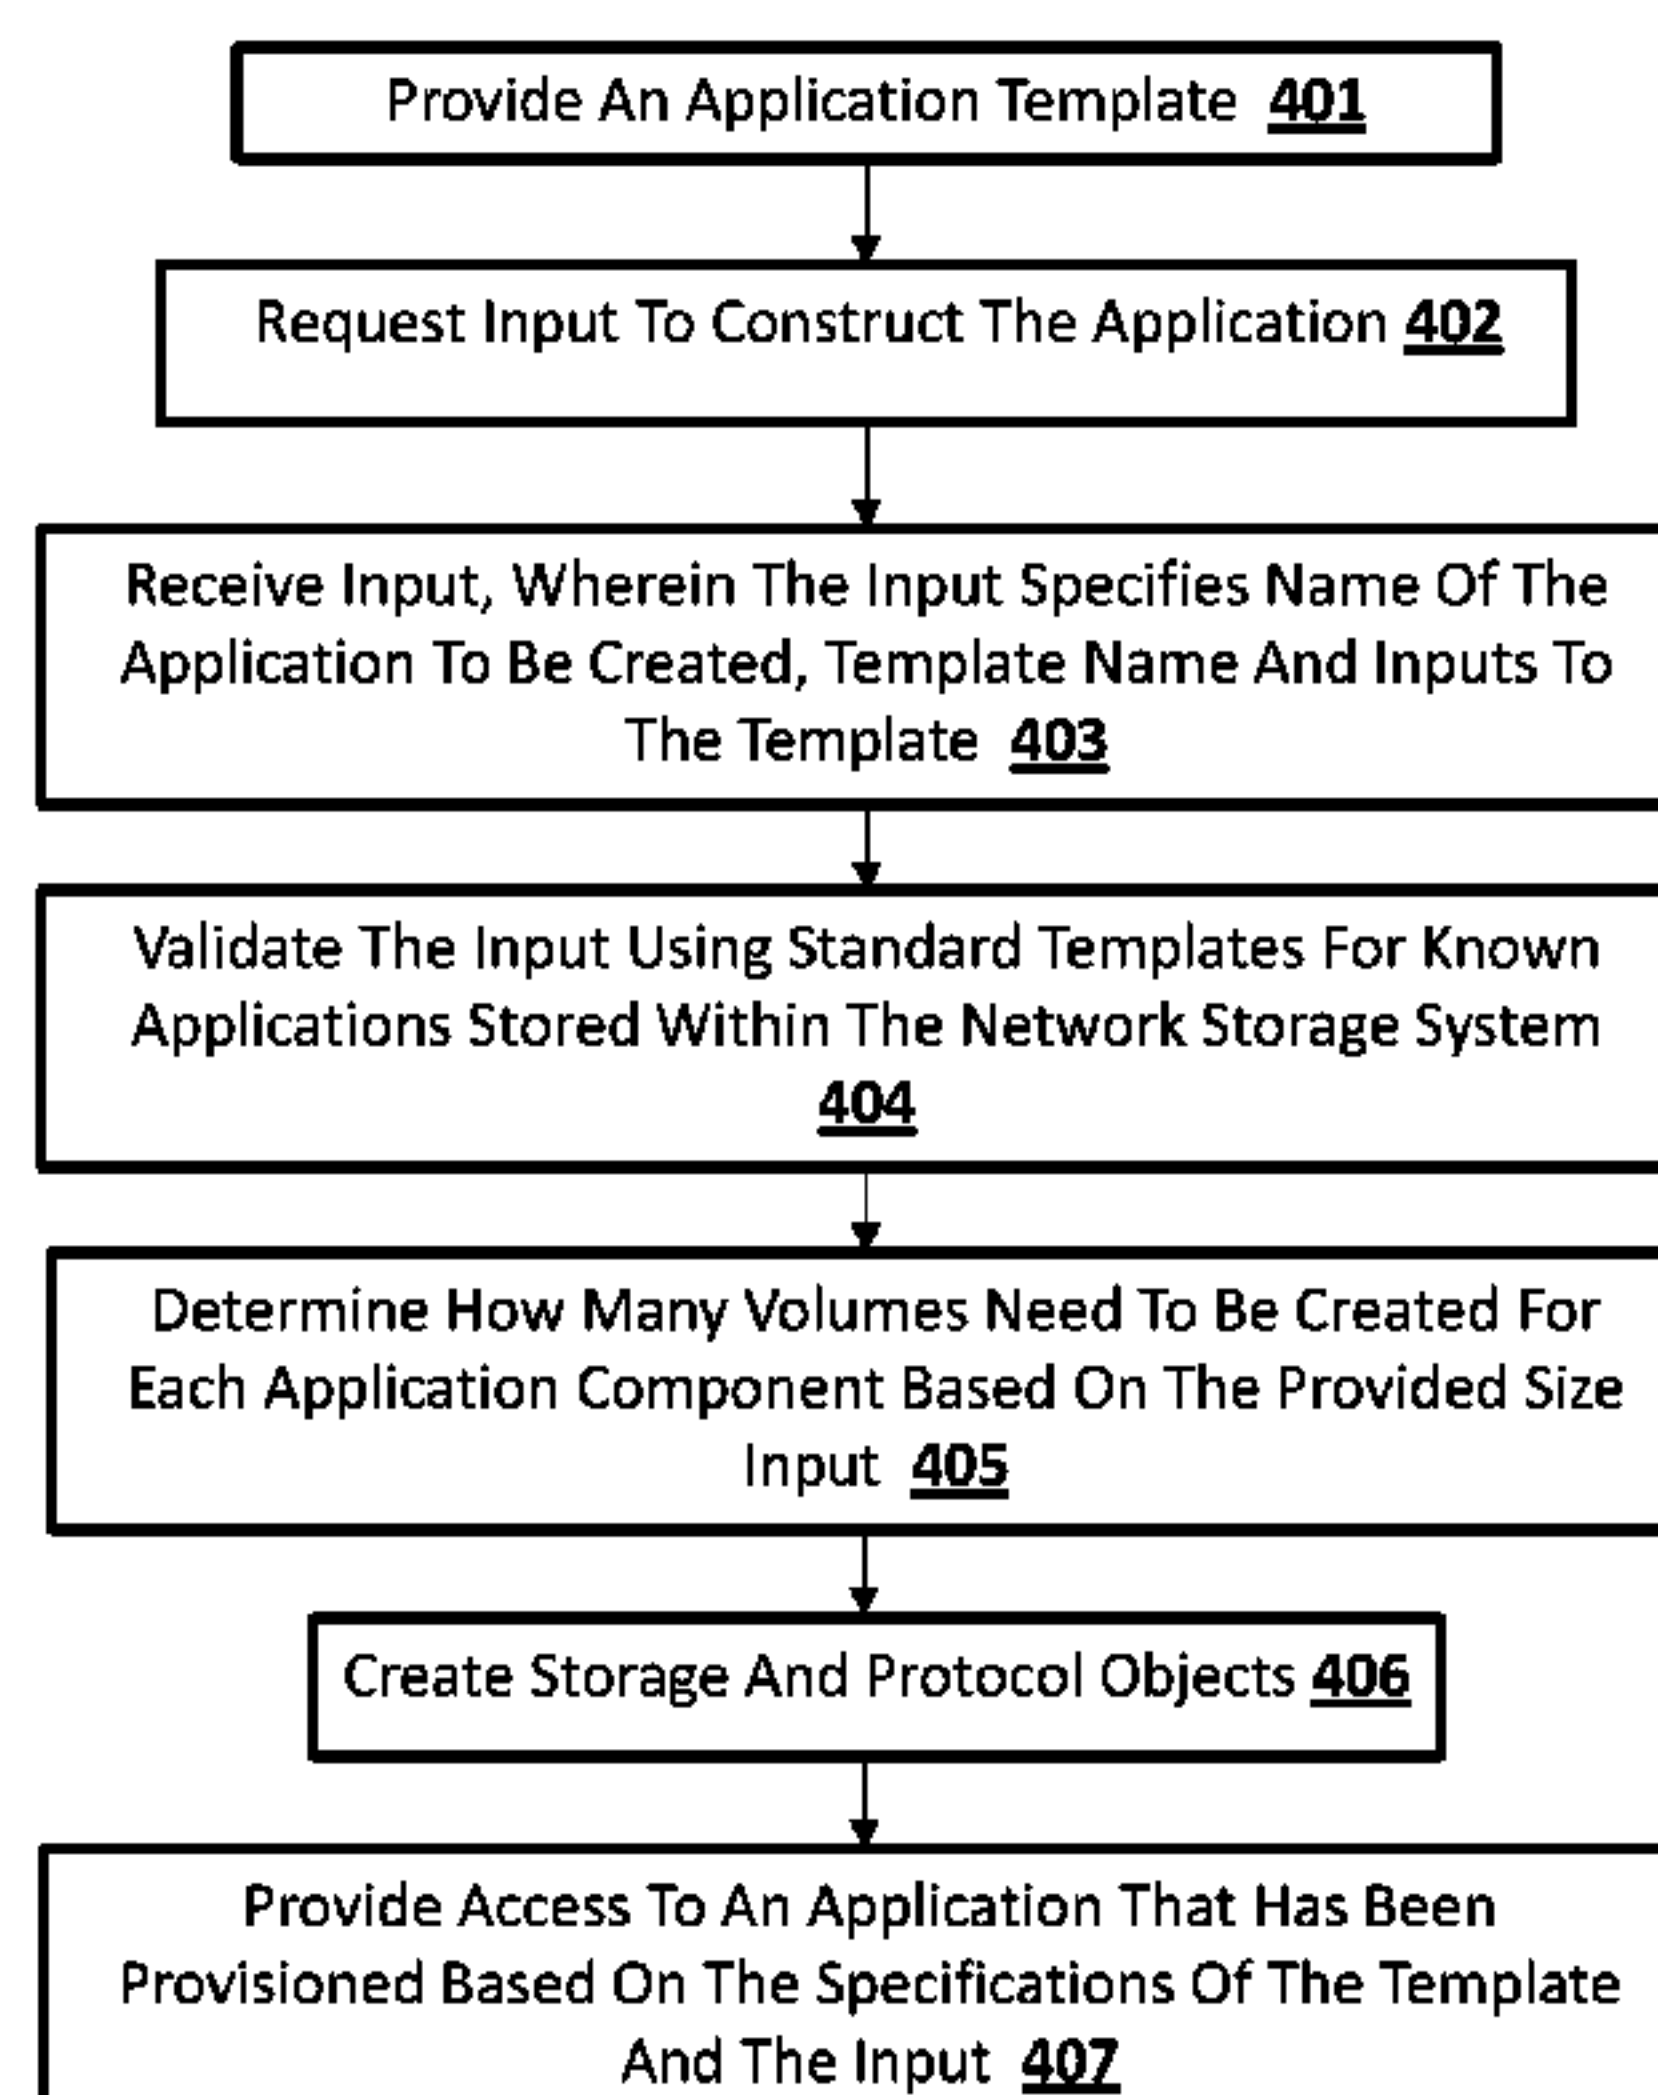 Provide An Application Template 401
Request Input To Construct The Application 402
Receive Input, Wherein The Input Specifies Name Of The
Application To Be Created, Template Name And Inputs To
The Template 403
Validate The Input Using Standard Templates For Known
Applications Stored Within The Network Storage System
404
Determine How Many Volumes Need To Be Created For
Each Application Component Based On The Provided Size
Input 405
Create Storage And Protocol Objects 406
Provide Access To An Application That Has Been
Provisioned Based On The Specifications Of The Template
And The Input 407